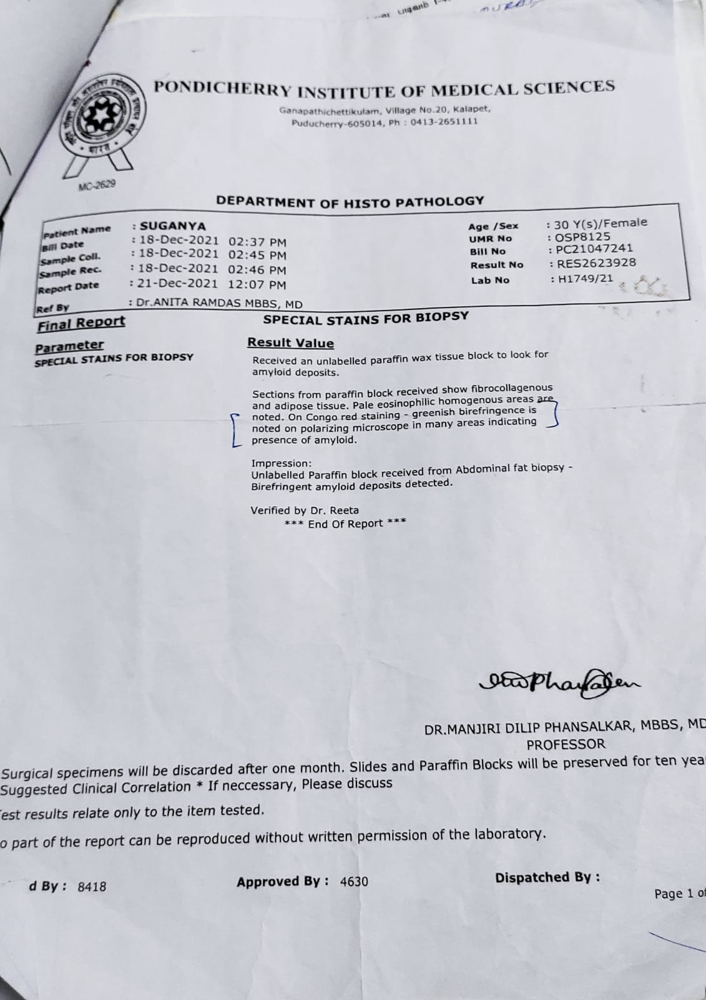 PONDICHERRY INSTITUTE OF MEDICAL SCIENCES
Ganapathichettikulam, Village No.20, Kalapet,
Puducherry-605014, Ph : 0413-2651111
भारत
MC-2629
DEPARTMENT OF HISTO PATHOLOGY
Patient Name : SUGANYA Age /Sex : 30 Y(s)/Female
Bill Date : 18-Dec-2021 02:37 PM UMR No : OSP8125
Sample Coll. : 18-Dec-2021 02:45 PM Bill No : PC21047241
Sample Rec. : 18-Dec-2021 02:46 PM Result No : RES2623928
Report Date : 21-Dec-2021 12:07 PM Lab No : H1749/21
Ref By : Dr.ANITA RAMDAS MBBS, MD
Final Report SPECIAL STAINS FOR BIOPSY
Parameter Result Value
SPECIAL STAINS FOR BIOPSY Received an unlabelled paraffin wax tissue block to look for
amyloid deposits.
Sections from paraffin block received show fibrocollagenous
and adipose tissue. Pale eosinophilic homogenous areas are
noted. On Congo red staining - greenish birefringence is
noted on polarizing microscope in many areas indicating
presence of amyloid.
Impression:
Unlabelled Paraffin block received from Abdominal fat biopsy -
Birefringent amyloid deposits detected.
Verified by Dr. Reeta
*** End Of Report ***
DR.MANJIRI DILIP PHANSALKAR, MBBS, MD
PROFESSOR
Surgical specimens will be discarded after one month. Slides and Paraffin Blocks will be preserved for ten yea
Suggested Clinical Correlation * If neccessary, Please discuss
est results relate only to the item tested.
o part of the report can be reproduced without written permission of the laboratory.
d By : 8418 Approved By : 4630 Dispatched By :
Page 1 of